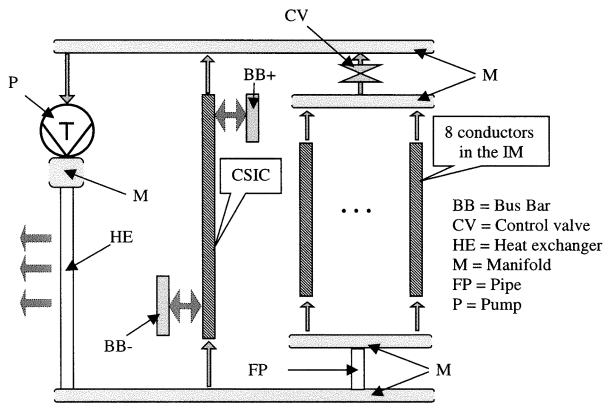 CV
P
BB+
M
T
8 conductors
in the IM
CSIC
M
HE
. . .
BB = Bus Bar
CV = Control valve
HE = Heat exchanger
M = Manifold
FP = Pipe
P = Pump
BB-
FP
M